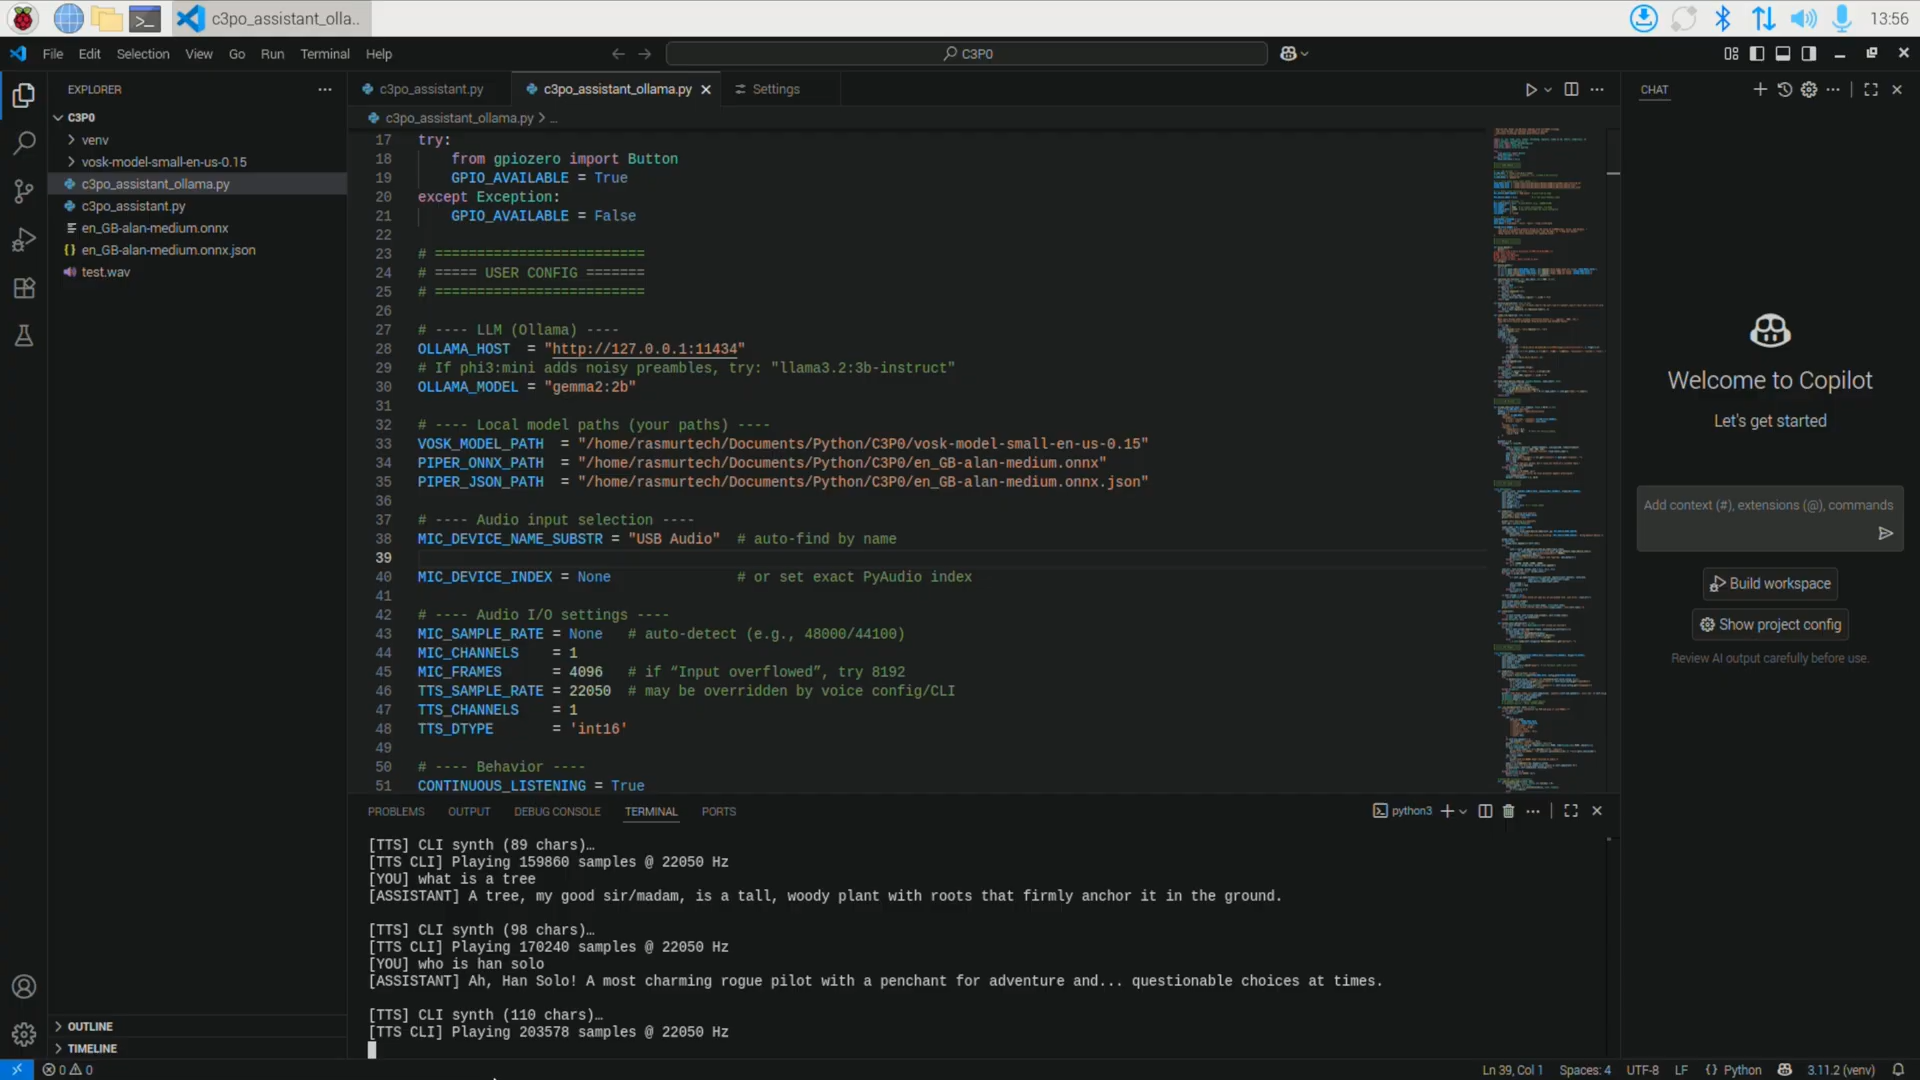 c3po_assistant_olla..
13:56
File Edit Selection View Go Run Terminal Help
C3P0
EXPLORER
C3P0
venv
vosk-model-small-en-us-0.15
c3po_assistant_ollama.py
c3po_assistant.py
en_GB-alan-medium.onnx
en_GB-alan-medium.onnx.json
test.wav
OUTLINE
TIMELINE
c3po_assistant.py c3po_assistant_ollama.py Settings
c3po_assistant_ollama.py > ...
17 try:
18 from gpiozero import Button
19 GPIO_AVAILABLE = True
20 except Exception:
21 GPIO_AVAILABLE = False
22
23 # =========================
24 # ===== USER CONFIG =======
25 # =========================
26
27 # ---- LLM (Ollama) ----
28 OLLAMA_HOST = "http://127.0.0.1:11434"
29 # If phi3:mini adds noisy preambles, try: "llama3.2:3b-instruct"
30 OLLAMA_MODEL = "gemma2:2b"
31
32 # ---- Local model paths (your paths) ----
33 VOSK_MODEL_PATH = "/home/rasmurtech/Documents/Python/C3P0/vosk-model-small-en-us-0.15"
34 PIPER_ONNX_PATH = "/home/rasmurtech/Documents/Python/C3P0/en_GB-alan-medium.onnx"
35 PIPER_JSON_PATH = "/home/rasmurtech/Documents/Python/C3P0/en_GB-alan-medium.onnx.json"
36
37 # ---- Audio input selection ----
38 MIC_DEVICE_NAME_SUBSTR = "USB Audio" # auto-find by name
39
40 MIC_DEVICE_INDEX = None # or set exact PyAudio index
41
42 # ---- Audio I/O settings ----
43 MIC_SAMPLE_RATE = None # auto-detect (e.g., 48000/44100)
44 MIC_CHANNELS = 1
45 MIC_FRAMES = 4096 # if “Input overflowed”, try 8192
46 TTS_SAMPLE_RATE = 22050 # may be overridden by voice config/CLI
47 TTS_CHANNELS = 1
48 TTS_DTYPE = 'int16'
49
50 # ---- Behavior ----
51 CONTINUOUS_LISTENING = True
PROBLEMS OUTPUT DEBUG CONSOLE TERMINAL PORTS
python3
[TTS] CLI synth (89 chars)…
[TTS CLI] Playing 159860 samples @ 22050 Hz
[YOU] what is a tree
[ASSISTANT] A tree, my good sir/madam, is a tall, woody plant with roots that firmly anchor it in the ground.
[TTS] CLI synth (98 chars)…
[TTS CLI] Playing 170240 samples @ 22050 Hz
[YOU] who is han solo
[ASSISTANT] Ah, Han Solo! A most charming rogue pilot with a penchant for adventure and... questionable choices at times.
[TTS] CLI synth (110 chars)…
[TTS CLI] Playing 203578 samples @ 22050 Hz
CHAT
Welcome to Copilot
Let's get started
Add context (#), extensions (@), commands
Build workspace
Show project config
Review AI output carefully before use.
0 0
Ln 39, Col 1 Spaces: 4 UTF-8 LF {} Python 3.11.2 (venv)